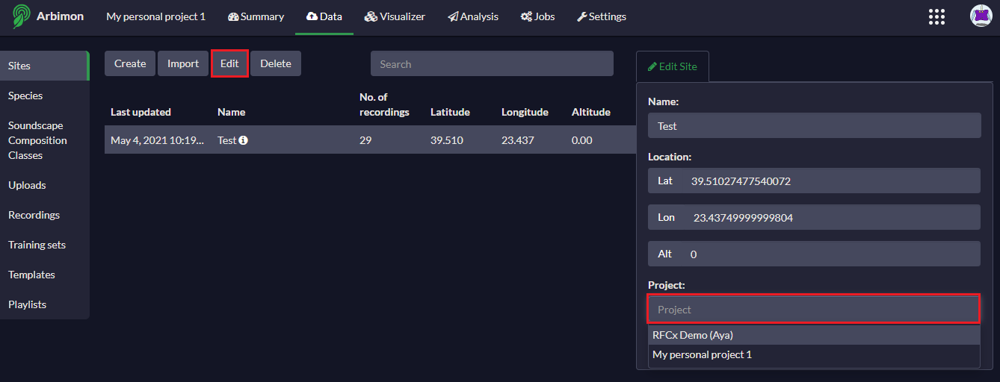 Arbimon My personal project 1 Summary Data Visualizer Analysis Jobs Settings
Sites
Species
Soundscape
Composition
Classes
Uploads
Recordings
Training sets
Templates
Playlists
Create Import Edit Delete Search
Last updated Name No. of recordings Latitude Longitude Altitude
May 4, 2021 10:19... Test 29 39.510 23.437 0.00
Edit Site
Name:
Test
Location:
Lat 39.51027477540072
Lon 23.43749999999804
Alt 0
Project:
Project
RFCx Demo (Aya)
My personal project 1